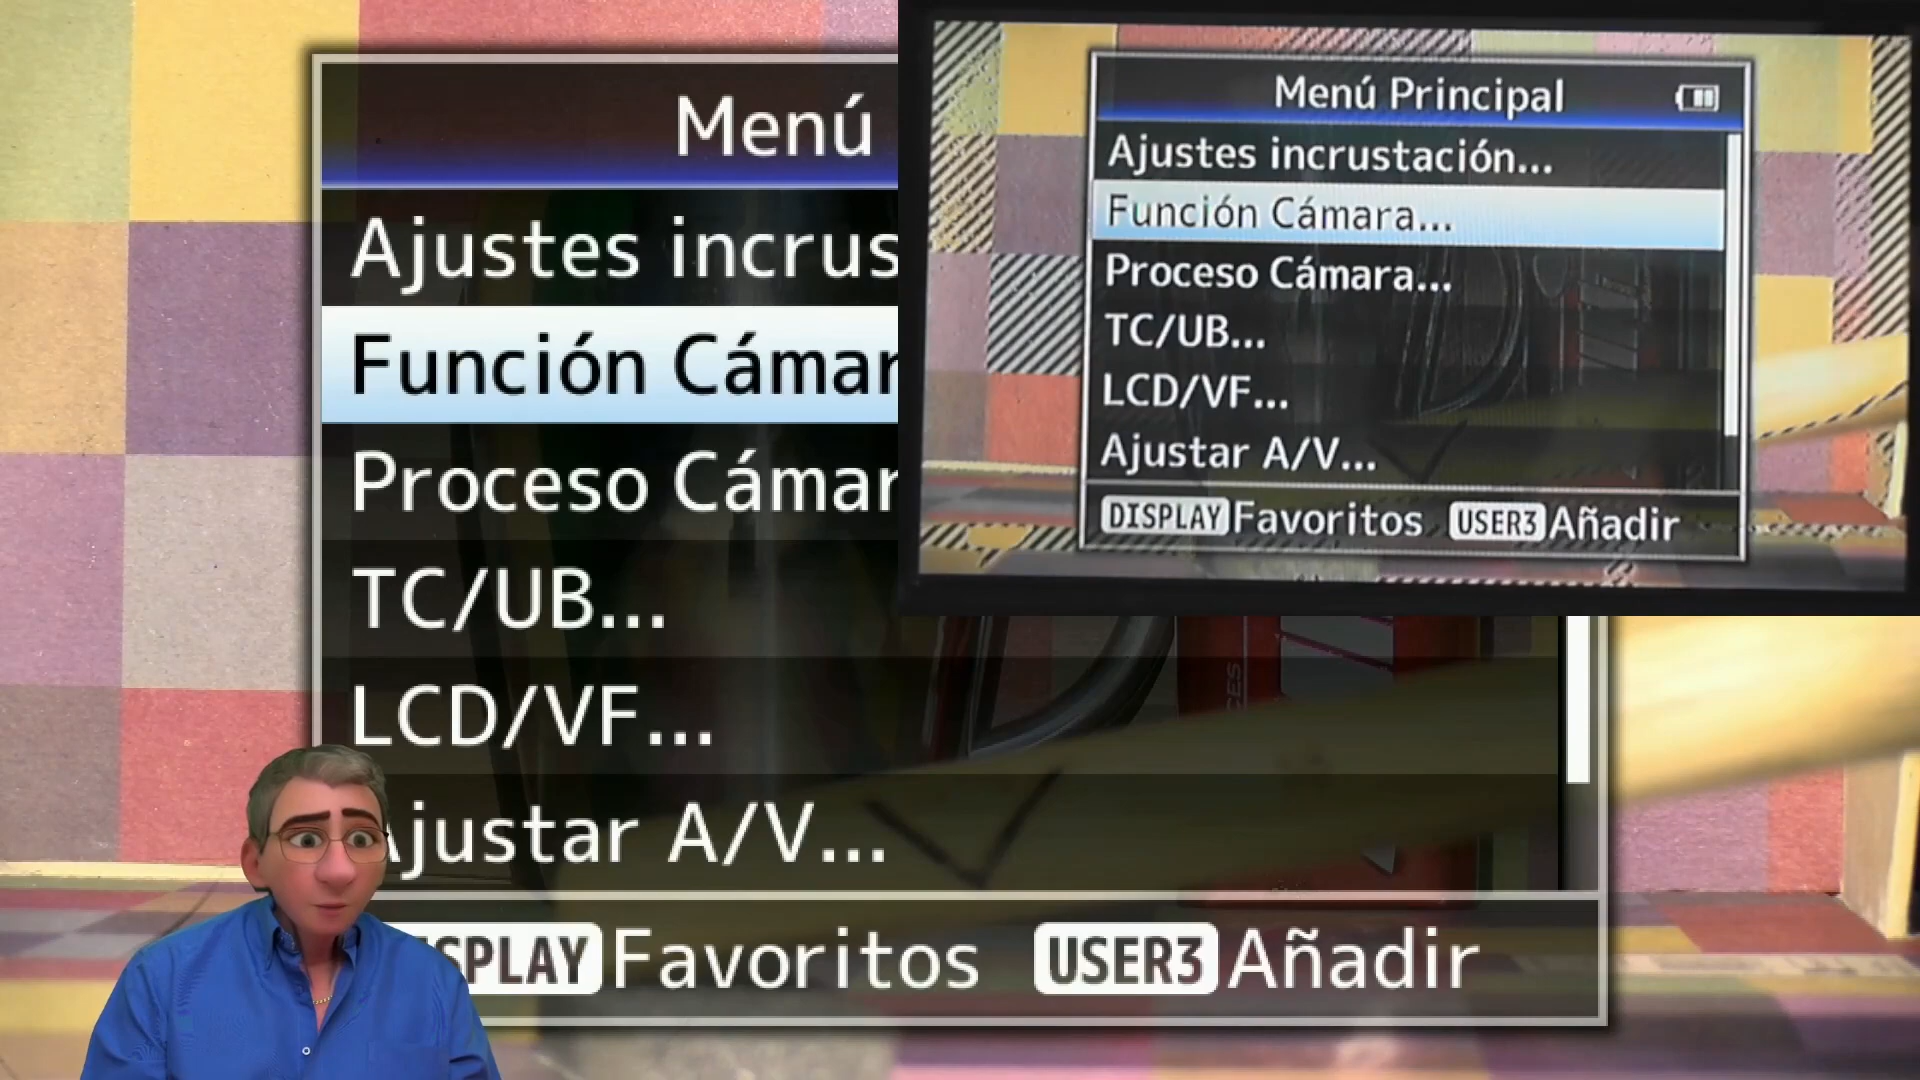 Menú
Ajustes incrus
Función Cámar
Proceso Cámar
TC/UB...
LCD/VF...
Ajustar A/V...
SPLAY Favoritos USER3 Añadir
Menú Principal
Ajustes incrustación...
Función Cámara...
Proceso Cámara...
TC/UB...
LCD/VF...
Ajustar A/V...
DISPLAY Favoritos USER3 Añadir